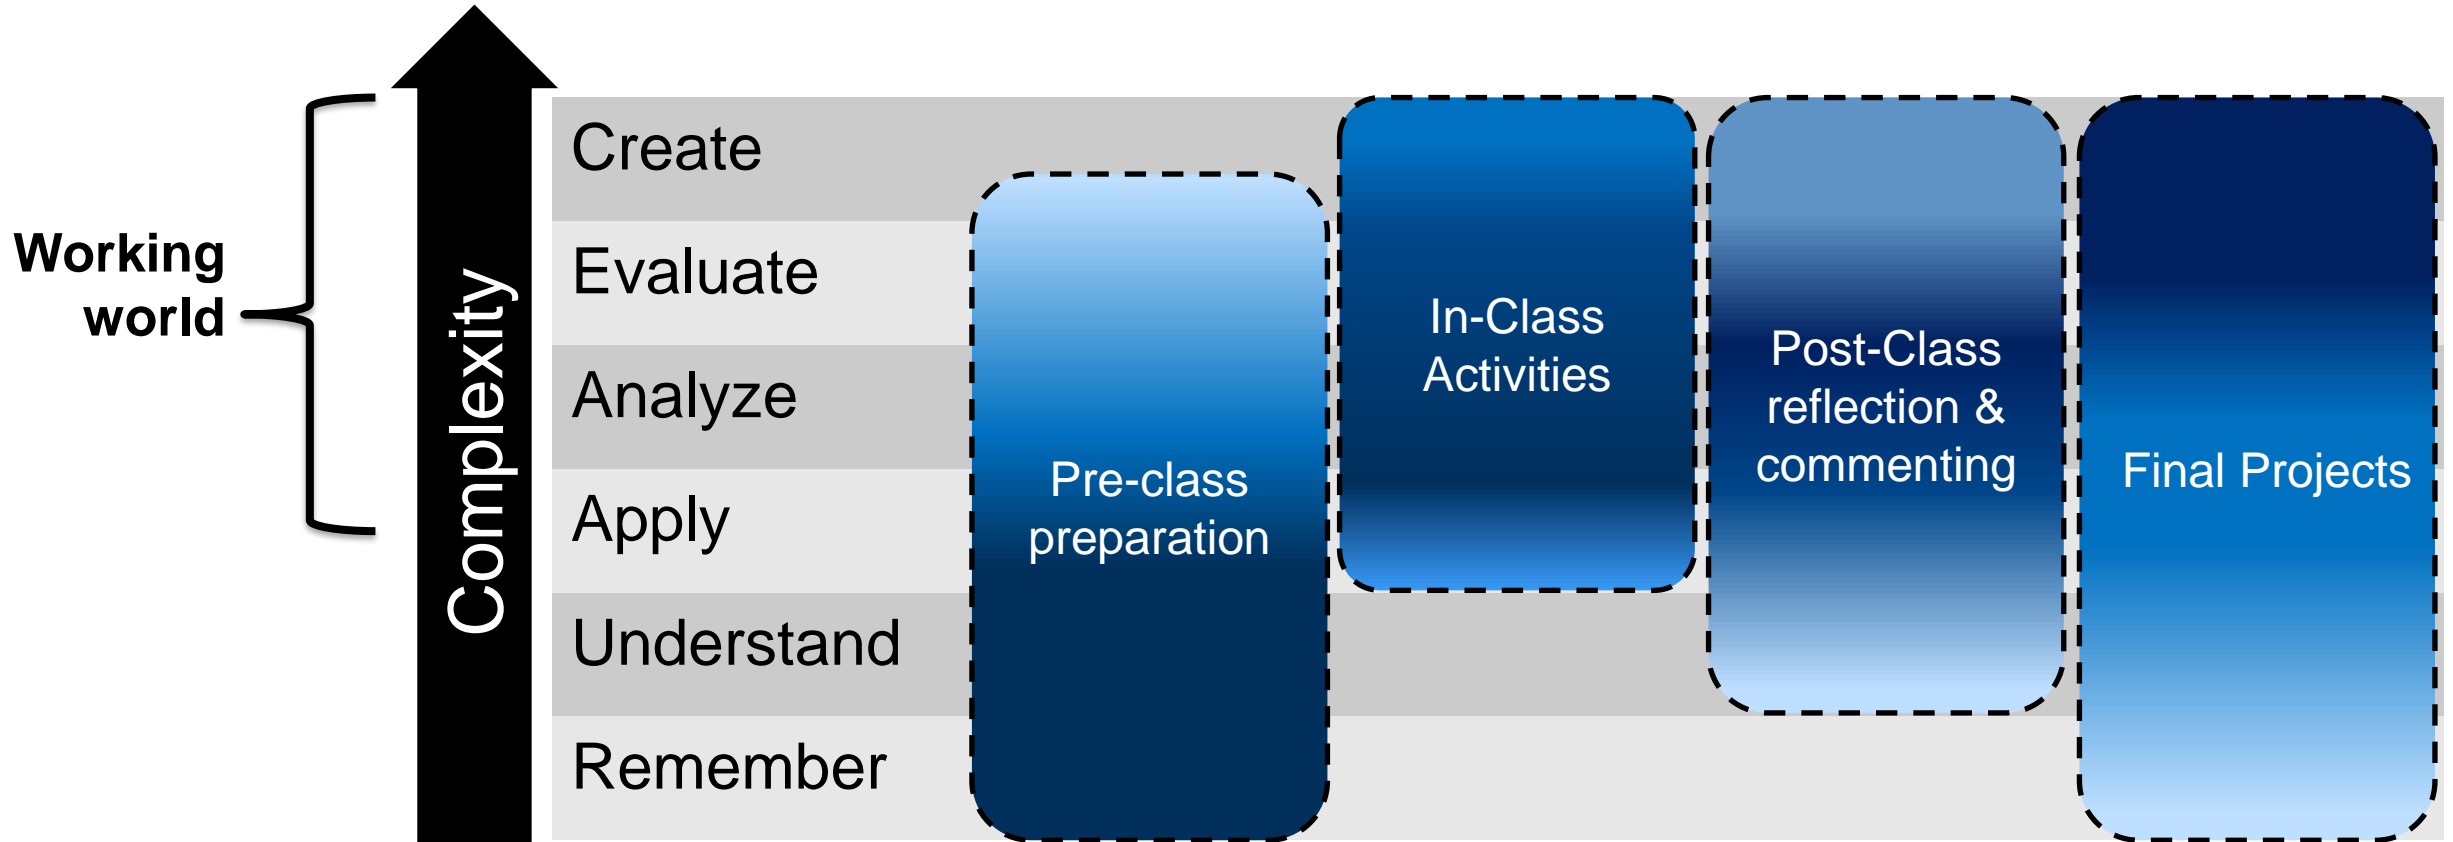 Working
world
Complexity
Create
Evaluate
Analyze
Apply
Understand
Remember
Pre-class
preparation
In-Class
Activities
Post-Class
reflection &
commenting
Final Projects